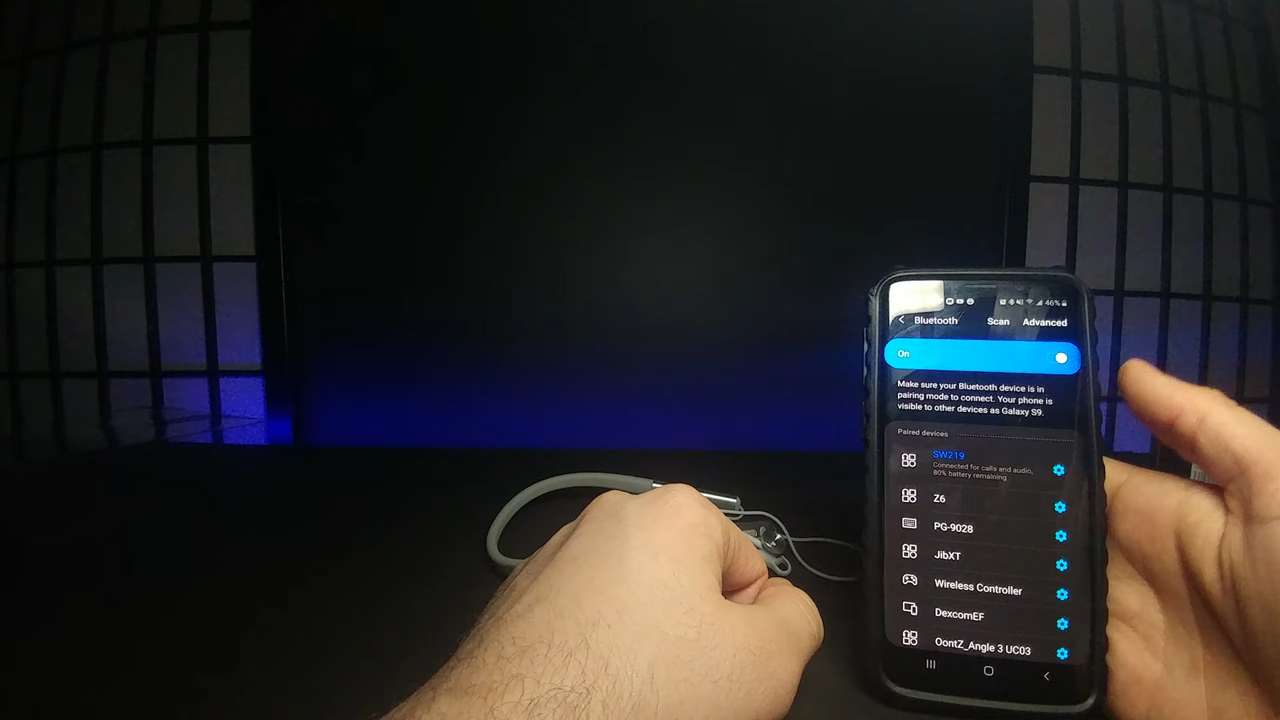 46%
Bluetooth Scan Advanced
On
Make sure your Bluetooth device is in
pairing mode to connect. Your phone is
visible to other devices as Galaxy S9.
Paired devices
SW219
Connected for calls and audio,
80% battery remaining
Z6
PG-9028
JibXT
Wireless Controller
DexcomEF
OontZ_Angle 3 UC03